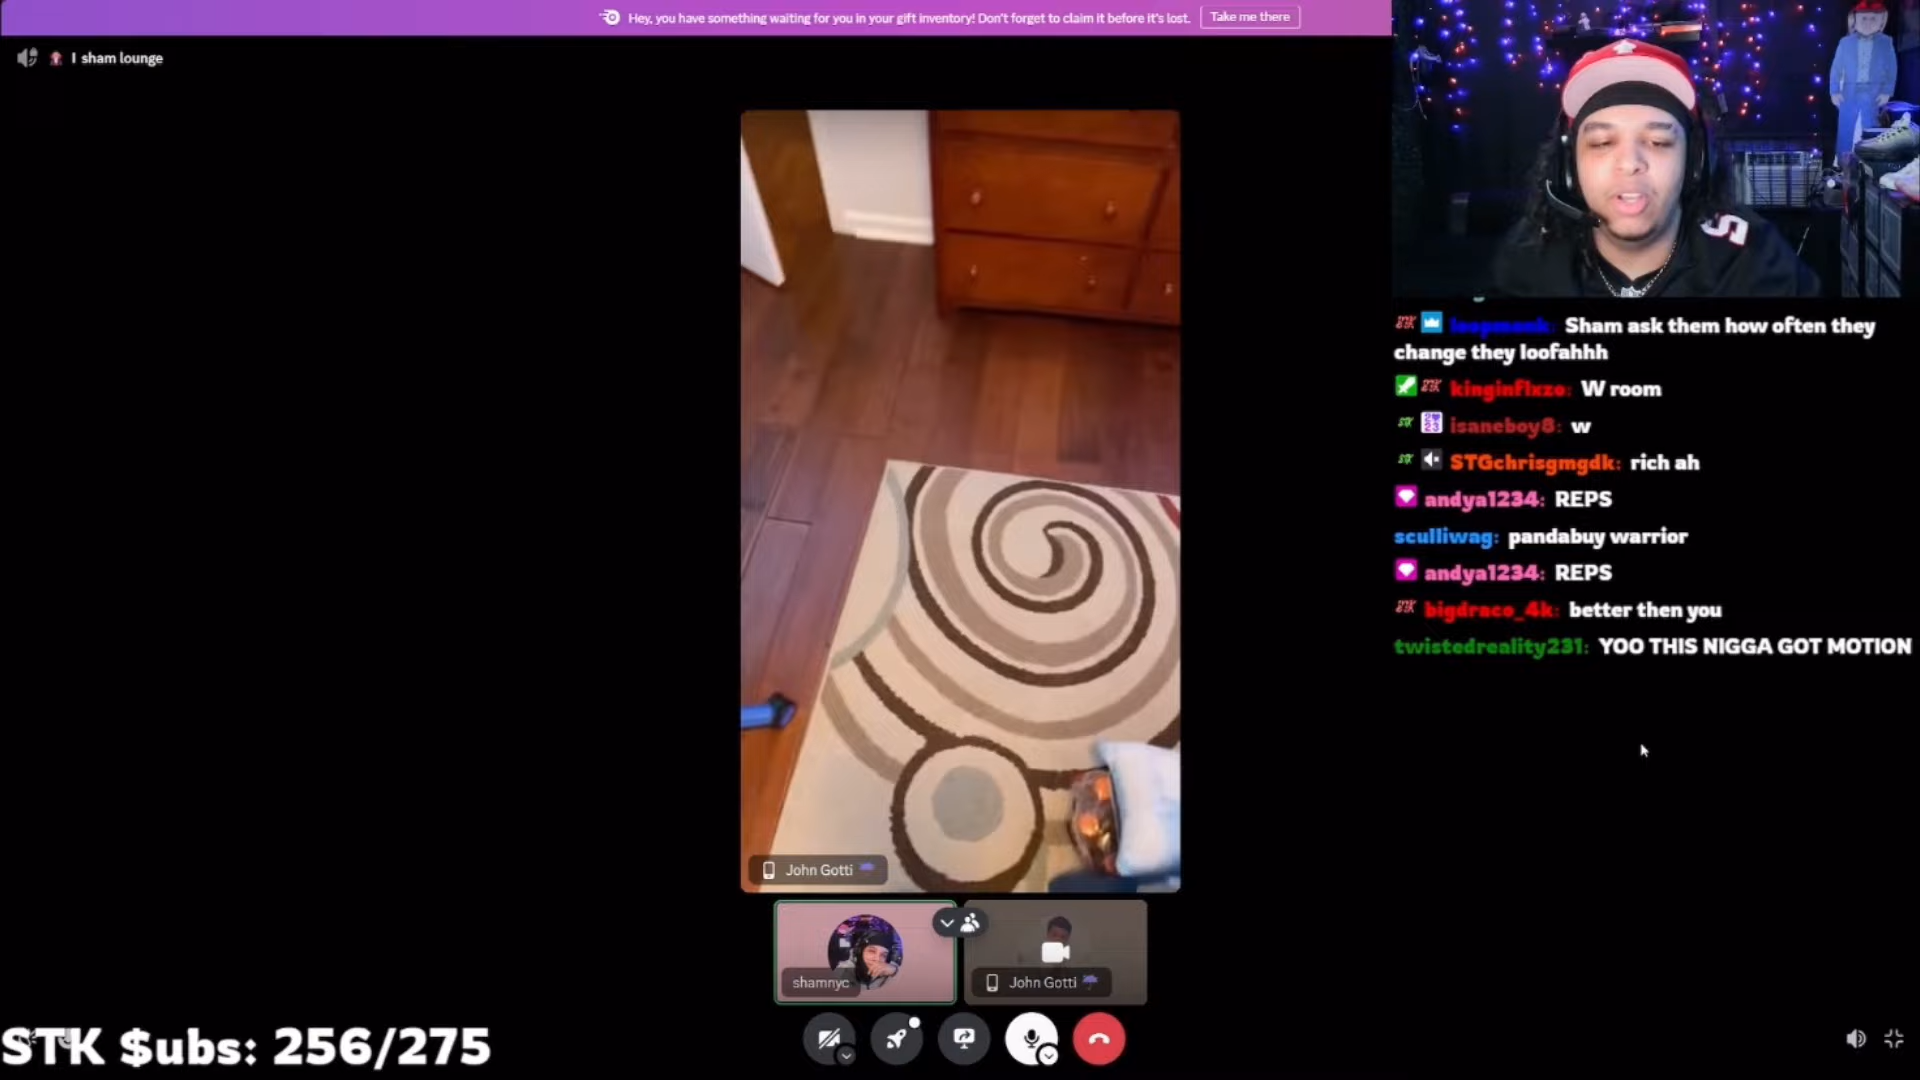 Hey, you have something waiting for you in your gift inventory! Don't forget to claim it before it's lost.
Take me there
I sham lounge
loopmonk: Sham ask them how often they
change they loofahhh
kinginflxzo: W room
isaneboy8: w
STGchrisgmgdk: rich ah
andya1234: REPS
sculliwag: pandabuy warrior
andya1234: REPS
bigdraco_4k: better then you
twistedreality231: YOO THIS NIGGA GOT MOTION
John Gotti
shamnyc
John Gotti
STK $ubs: 256/275